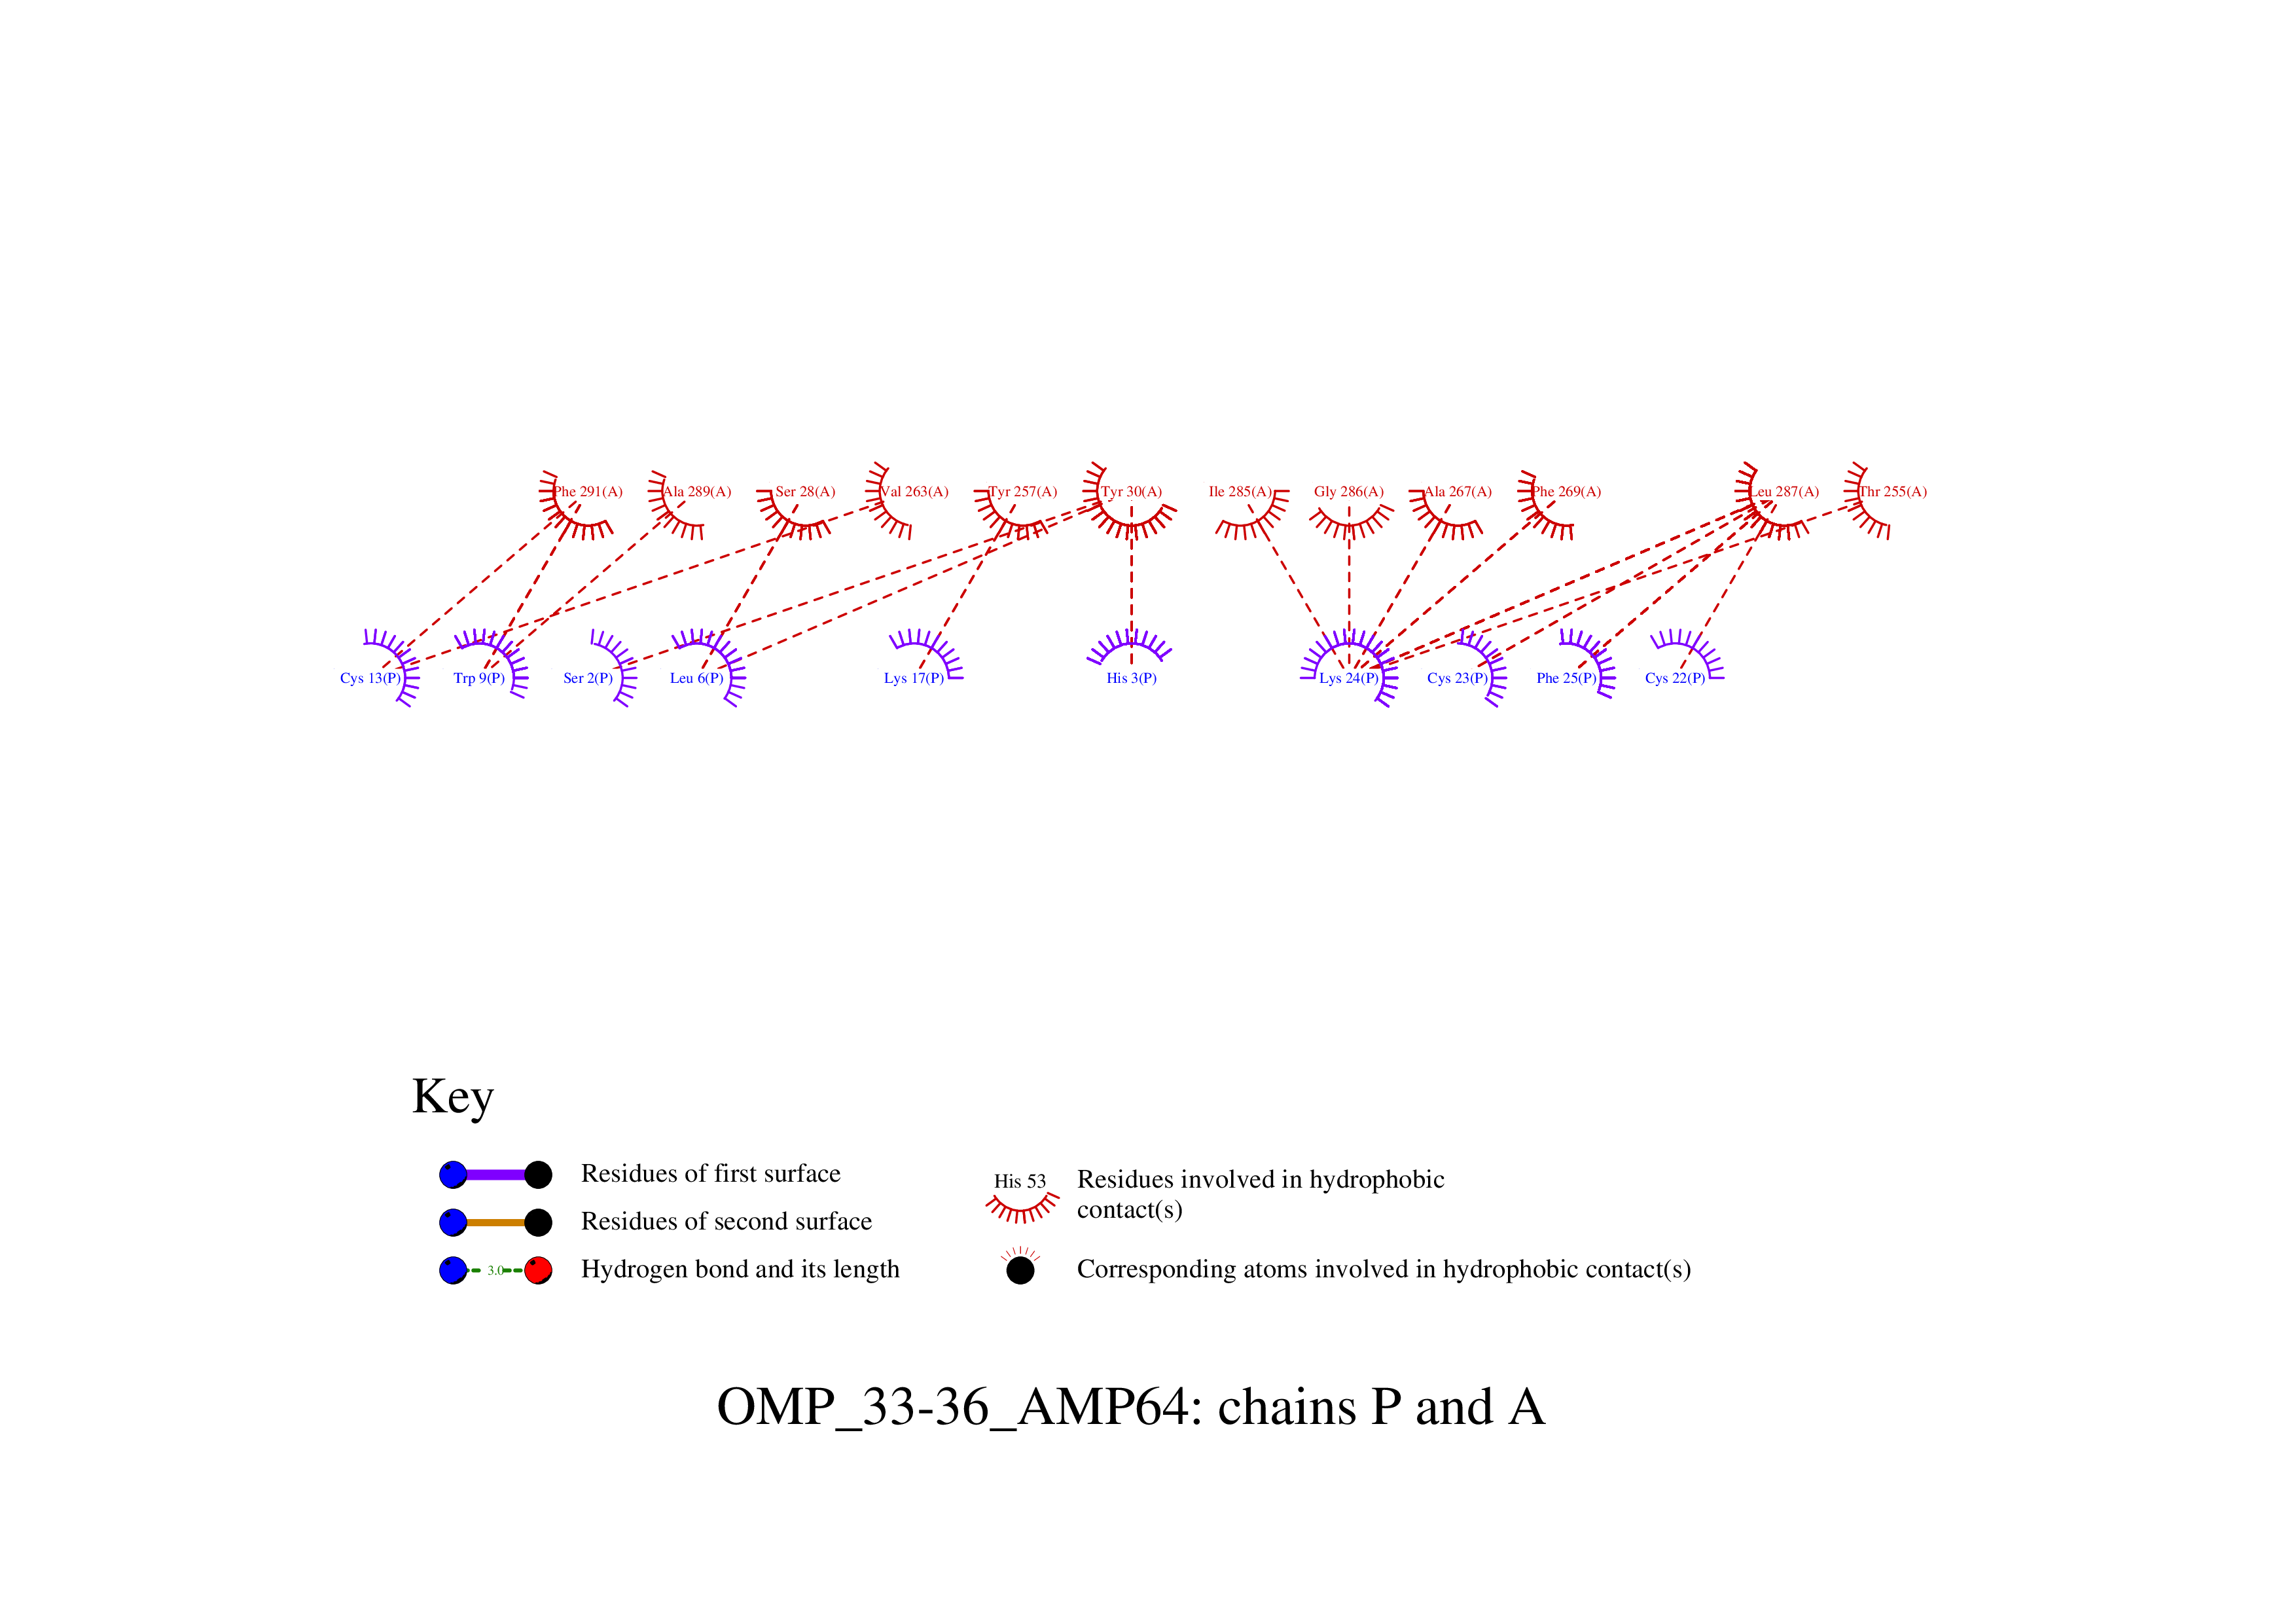 Phe 291(A) Ala 289(A) Ser 28(A) Val 263(A) Tyr 257(A) Tyr 30(A) Ile 285(A) Gly 286(A) Ala 267(A) Phe 269(A) Leu 287(A) Thr 255(A)
Cys 13(P) Trp 9(P) Ser 2(P) Leu 6(P) Lys 17(P) His 3(P) Lys 24(P) Cys 23(P) Phe 25(P) Cys 22(P)
Key
Residues of first surface
Residues of second surface
3.0 Hydrogen bond and its length
His 53 Residues involved in hydrophobic
contact(s)
Corresponding atoms involved in hydrophobic contact(s)
OMP_33-36_AMP64: chains P and A